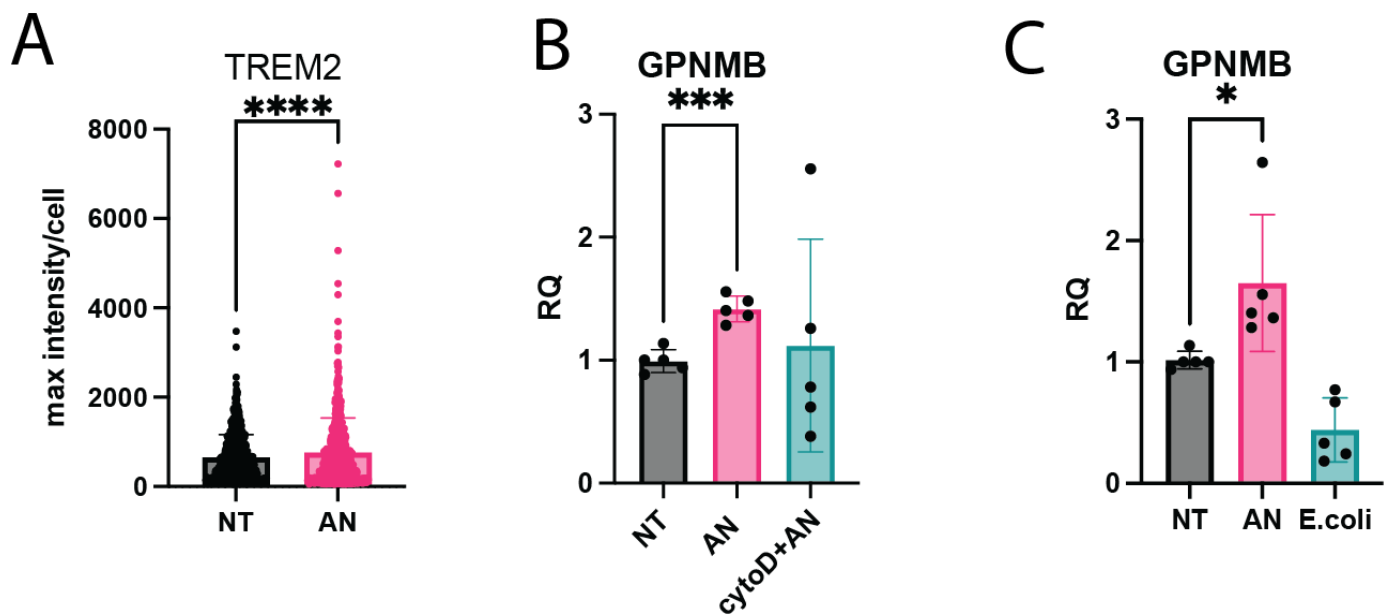 A
TREM2
****
8000
6000
4000
2000
0
max intensity/cell
NT
AN
B
GPNMB
***
3
2
1
0
RQ
NT
AN
cytoD+AN
C
GPNMB
*
3
2
1
0
RQ
NT
AN
E.coli